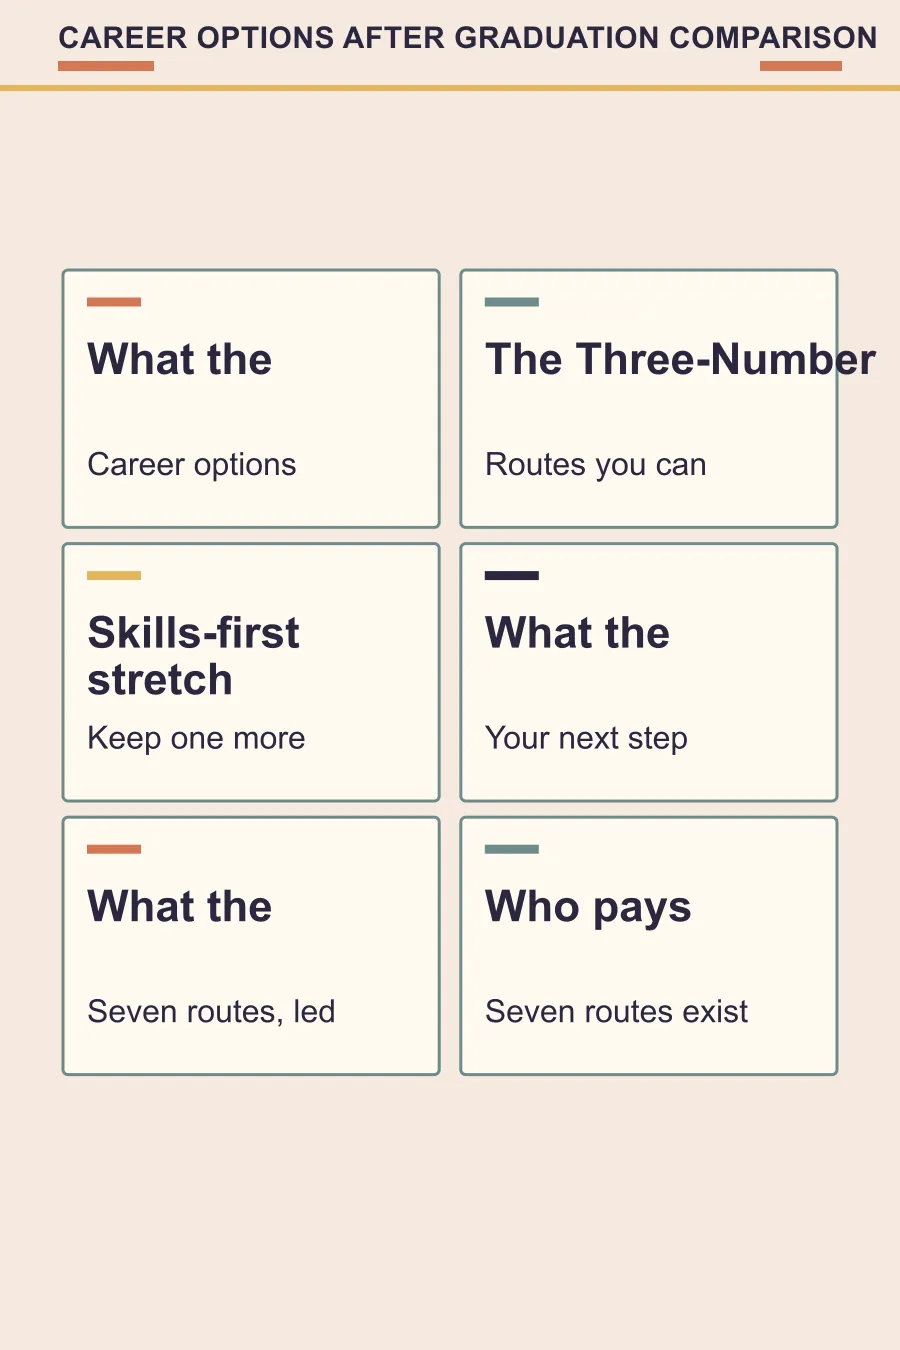 CAREER OPTIONS AFTER GRADUATION COMPARISON
What the
Career options
The Three-Number
Routes you can
Skills-first
stretch
Keep one more
What the
Your next step
What the
Seven routes, led
Who pays
Seven routes exist